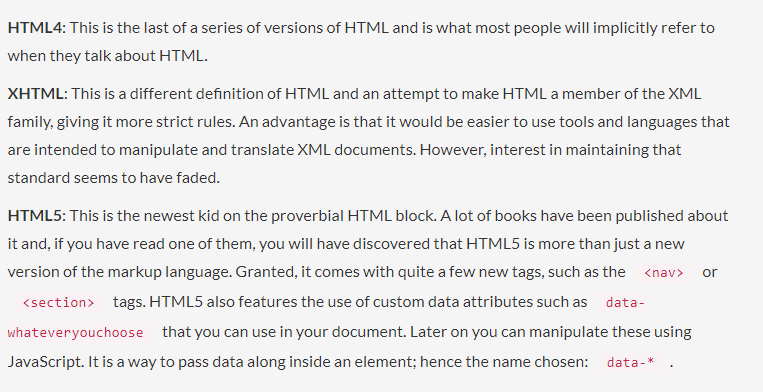 HTML4: This is the last of a series of versions of HTML and is what most people will implicitly refer to
when they talk about HTML.
XHTML: This is a different definition of HTML and an attempt to make HTML a member of the XML
family, giving it more strict rules. An advantage is that it would be easier to use tools and languages that
are intended to manipulate and translate XML documents. However, interest in maintaining that
standard seems to have faded.
HTML5: This is the newest kid on the proverbial HTML block. A lot of books have been published about
it and, if you have read one of them, you will have discovered that HTML5 is more than just a new
version of the markup language. Granted, it comes with quite a few new tags, such as the <nav> or
<section> tags. HTML5 also features the use of custom data attributes such as data-
whateveryouchoose that you can use in your document. Later on you can manipulate these using
JavaScript. It is a way to pass data along inside an element; hence the name chosen: data-* .